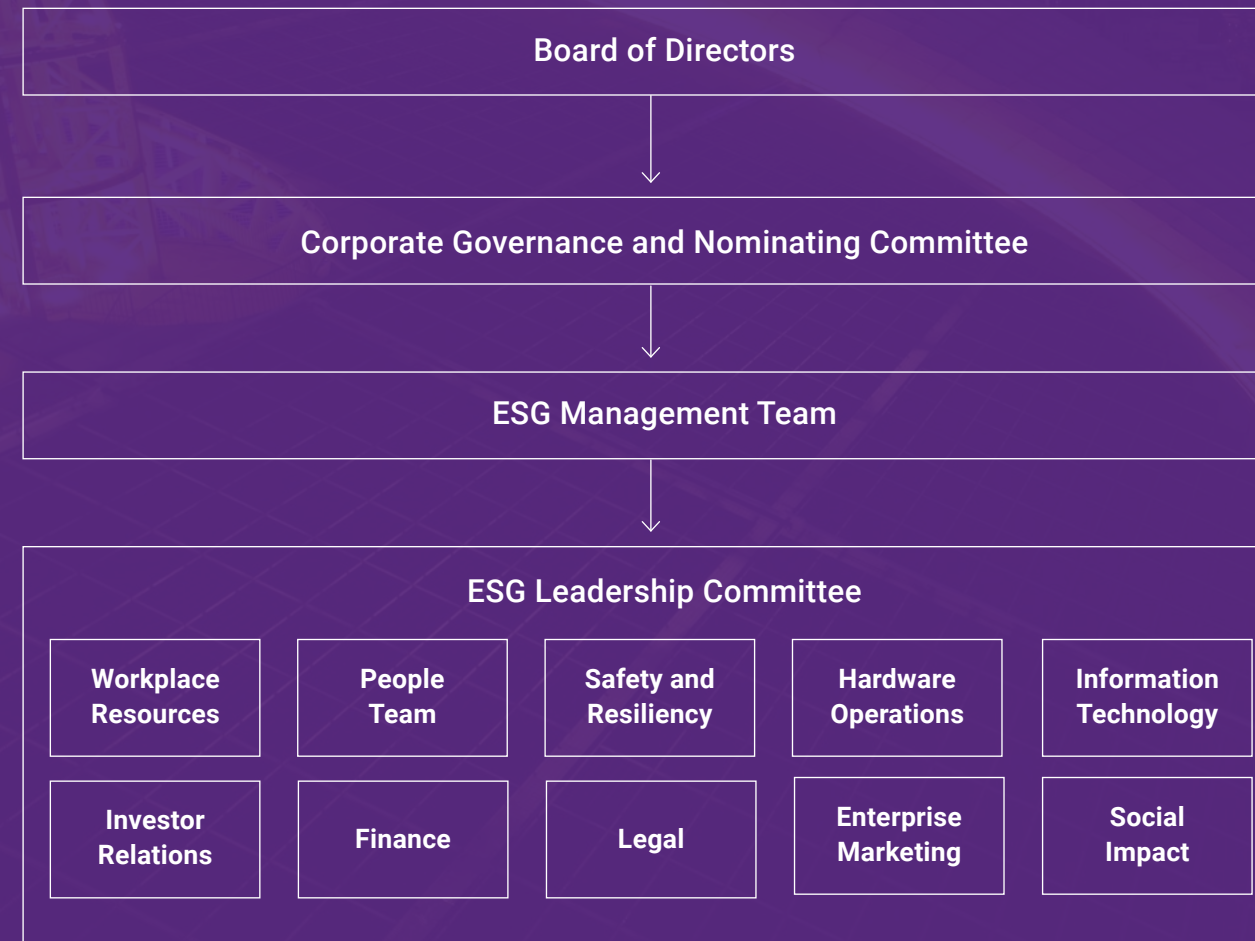 Board of Directors
Corporate Governance and Nominating Committee
ESG Management Team
ESG Leadership Committee
Workplace
Resources
People
Team
Safety and
Resiliency
Hardware
Operations
Information
Technology
Investor
Relations
Finance
Legal
Enterprise
Marketing
Social
Impact